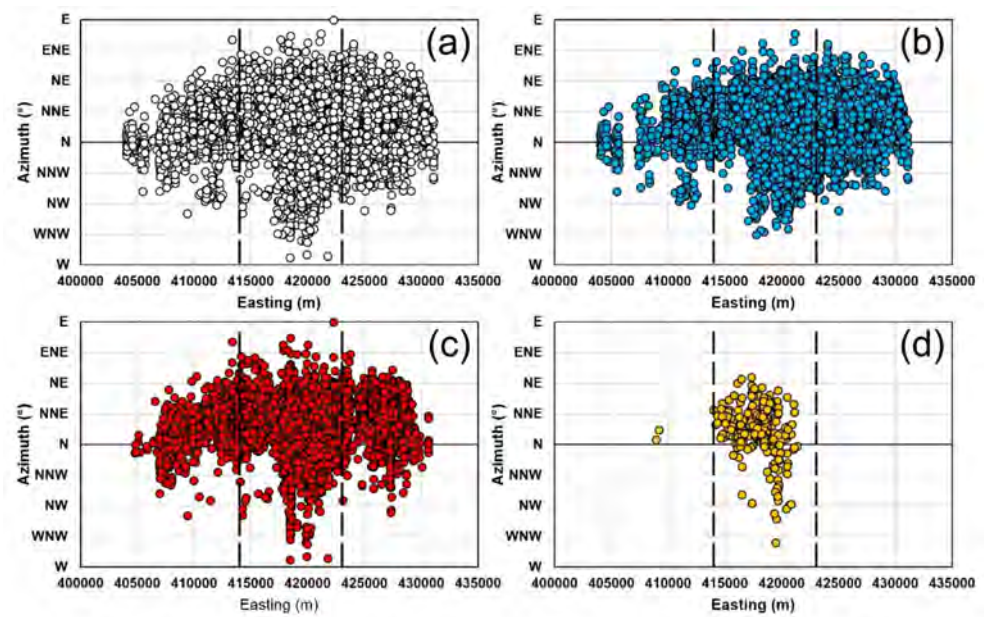 E
ENE
NE
NNE
N
NNW
NW
WNW
W
Azimuth (°)
(a)
400000 405000 410000 415000 420000 425000 430000 435000
Easting (m)
E
ENE
NE
NNE
N
NNW
NW
WNW
W
Azimuth (°)
(b)
400000 405000 410000 415000 420000 425000 430000 435000
Easting (m)
E
ENE
NE
NNE
N
NNW
NW
WNW
W
Azimuth (°)
(c)
400000 405000 410000 415000 420000 425000 430000 435000
Easting (m)
E
ENE
NE
NNE
N
NNW
NW
WNW
W
Azimuth (°)
(d)
400000 405000 410000 415000 420000 425000 430000 435000
Easting (m)